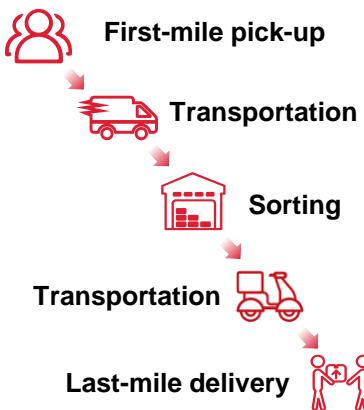 First-mile pick-up
Transportation
Sorting
Transportation
Last-mile delivery